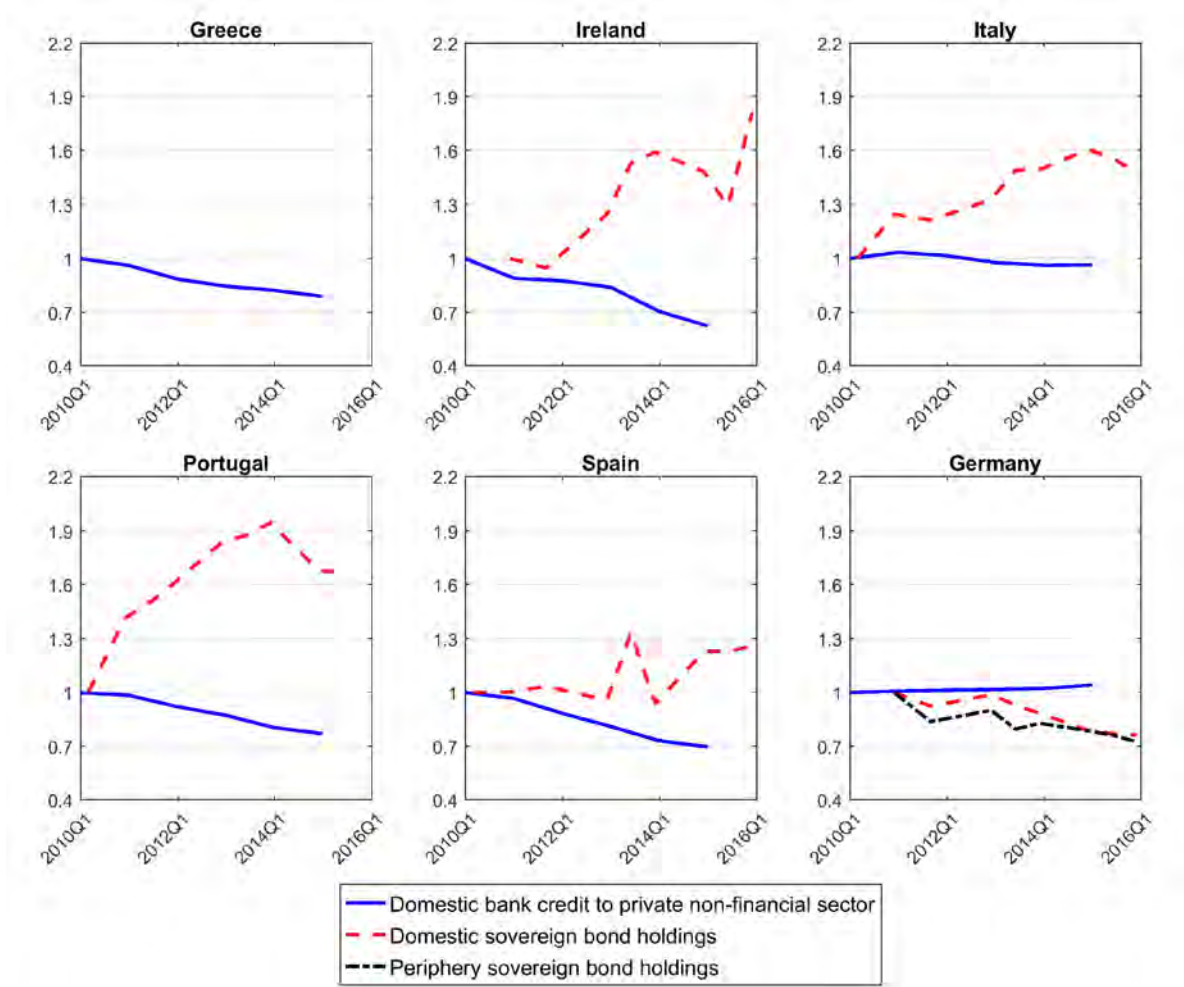 Greece
2.2
1.9
1.6
1.3
1
0.7
0.4
2010Q1
2012Q1
2014Q1
2016Q1
Ireland
2.2
1.9
1.6
1.3
1
0.7
0.4
2010Q1
2012Q1
2014Q1
2016Q1
Italy
2.2
1.9
1.6
1.3
1
0.7
0.4
2010Q1
2012Q1
2014Q1
2016Q1
Portugal
2.2
1.9
1.6
1.3
1
0.7
0.4
2010Q1
2012Q1
2014Q1
2016Q1
Spain
2.2
1.9
1.6
1.3
1
0.7
0.4
2010Q1
2012Q1
2014Q1
2016Q1
Germany
2.2
1.9
1.6
1.3
1
0.7
0.4
2010Q1
2012Q1
2014Q1
2016Q1
Domestic bank credit to private non-financial sector
Domestic sovereign bond holdings
Periphery sovereign bond holdings